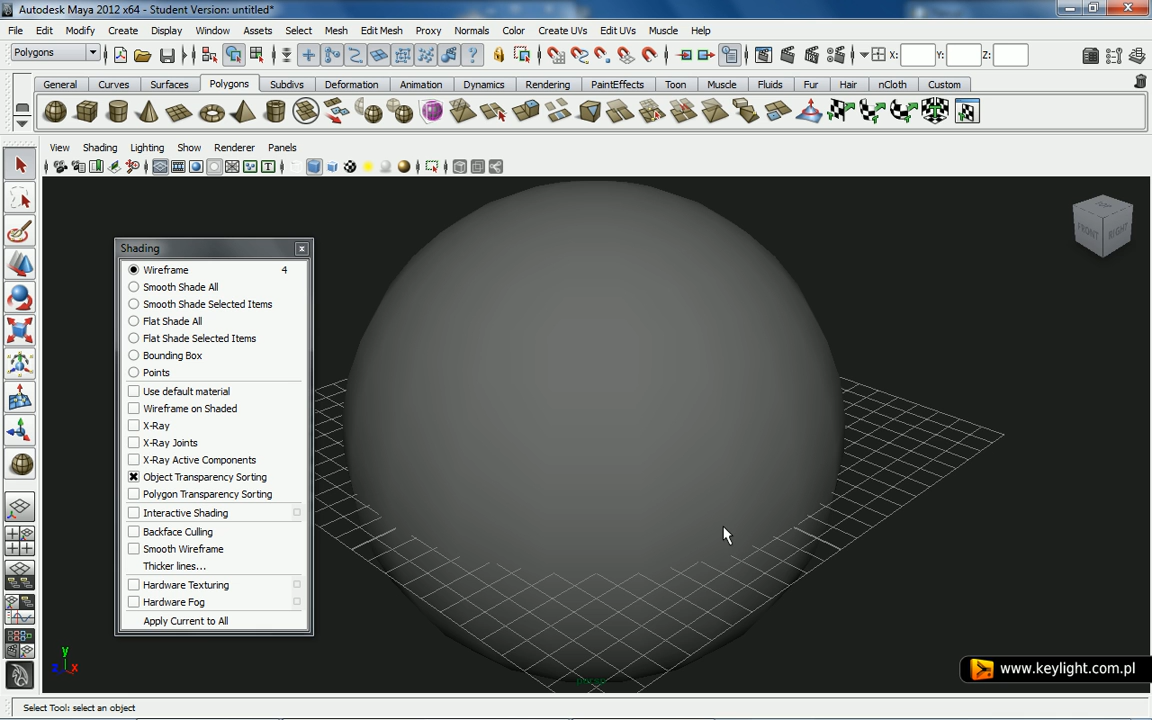 Autodesk Maya 2012 x64 - Student Version: untitled*
File Edit Modify Create Display Window Assets Select Mesh Edit Mesh Proxy Normals Color Create UVs Edit UVs Muscle Help
Polygons X: Y: Z:
General Curves Surfaces Polygons Subdivs Deformation Animation Dynamics Rendering PaintEffects Toon Muscle Fluids Fur Hair nCloth Custom
View Shading Lighting Show Renderer Panels
FRONT RIGHT
Shading
Wireframe 4
Smooth Shade All
Smooth Shade Selected Items
Flat Shade All
Flat Shade Selected Items
Bounding Box
Points
Use default material
Wireframe on Shaded
X-Ray
X-Ray Joints
X-Ray Active Components
Object Transparency Sorting
Polygon Transparency Sorting
Interactive Shading
Backface Culling
Smooth Wireframe
Thicker lines...
Hardware Texturing
Hardware Fog
Apply Current to All
y
z x
persp
www.keylight.com.pl
Select Tool: select an object